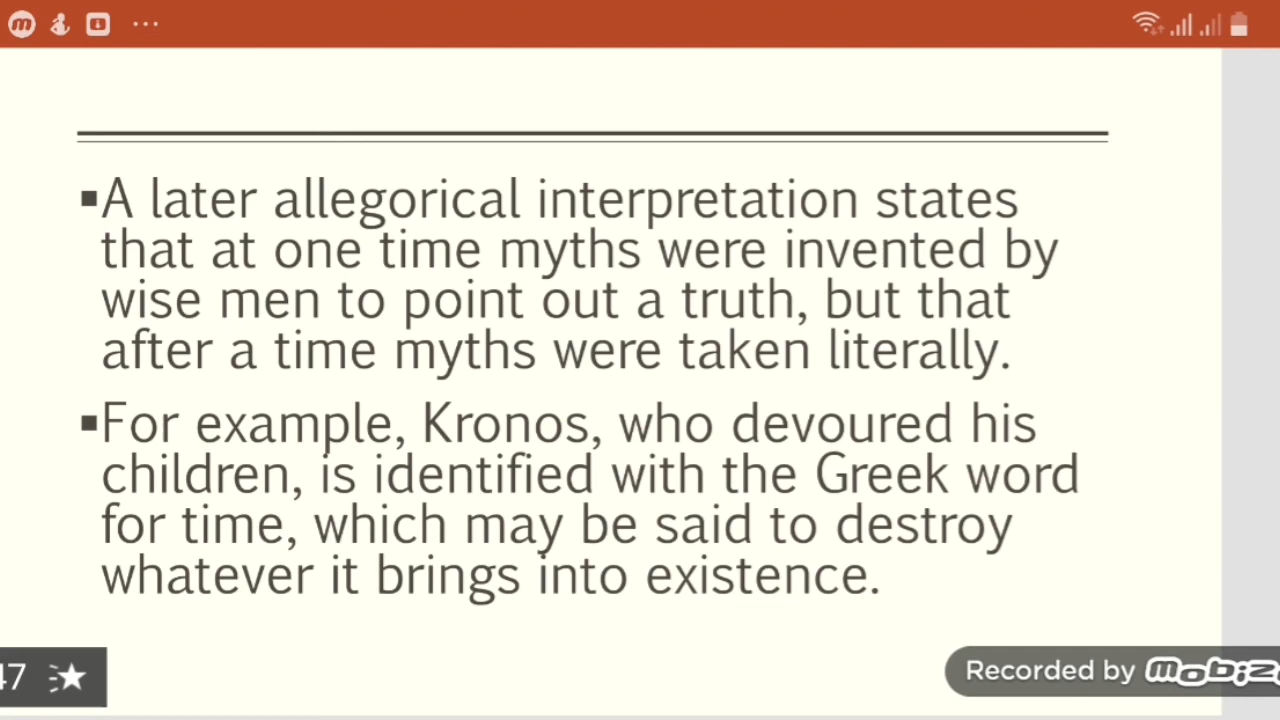 ▪A later allegorical interpretation states
that at one time myths were invented by
wise men to point out a truth, but that
after a time myths were taken literally.
▪For example, Kronos, who devoured his
children, is identified with the Greek word
for time, which may be said to destroy
whatever it brings into existence.
47
Recorded by